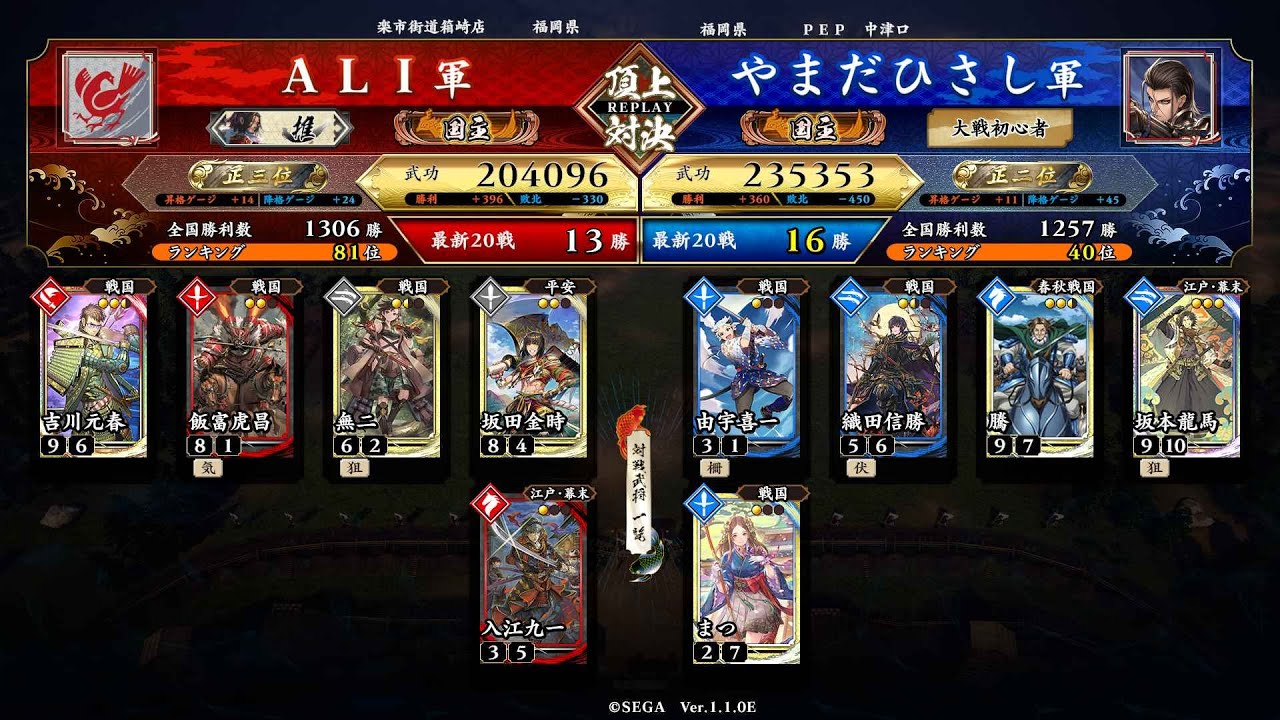 楽市街道箱崎店 福岡県
福岡県 PEP 中津口
ALI軍
頂上
REPLAY
対決
やまだひさし軍
推
国主
国主
大戦初心者
正三位
昇格ゲージ +14 降格ゲージ +24
武功 204096
勝利 +396 敗北 -330
武功 235353
勝利 +360 敗北 -450
正二位
昇格ゲージ +11 降格ゲージ +45
全国勝利数 1306勝
ランキング 81位
最新20戦 13勝
最新20戦 16勝
全国勝利数 1257勝
ランキング 40位
戦国
吉川元春
9 6
戦国
飯富虎昌
8 1
気
戦国
無二
6 2
狙
平安
坂田金時
8 4
戦国
由宇喜一
3 1
柵
戦国
織田信勝
5 6
伏
春秋戦国
騰
9 7
江戸・幕末
坂本龍馬
9 10
狙
対戦武将一覧
江戸・幕末
入江九一
3 5
戦国
まつ
2 7
©SEGA Ver.1.1.0E